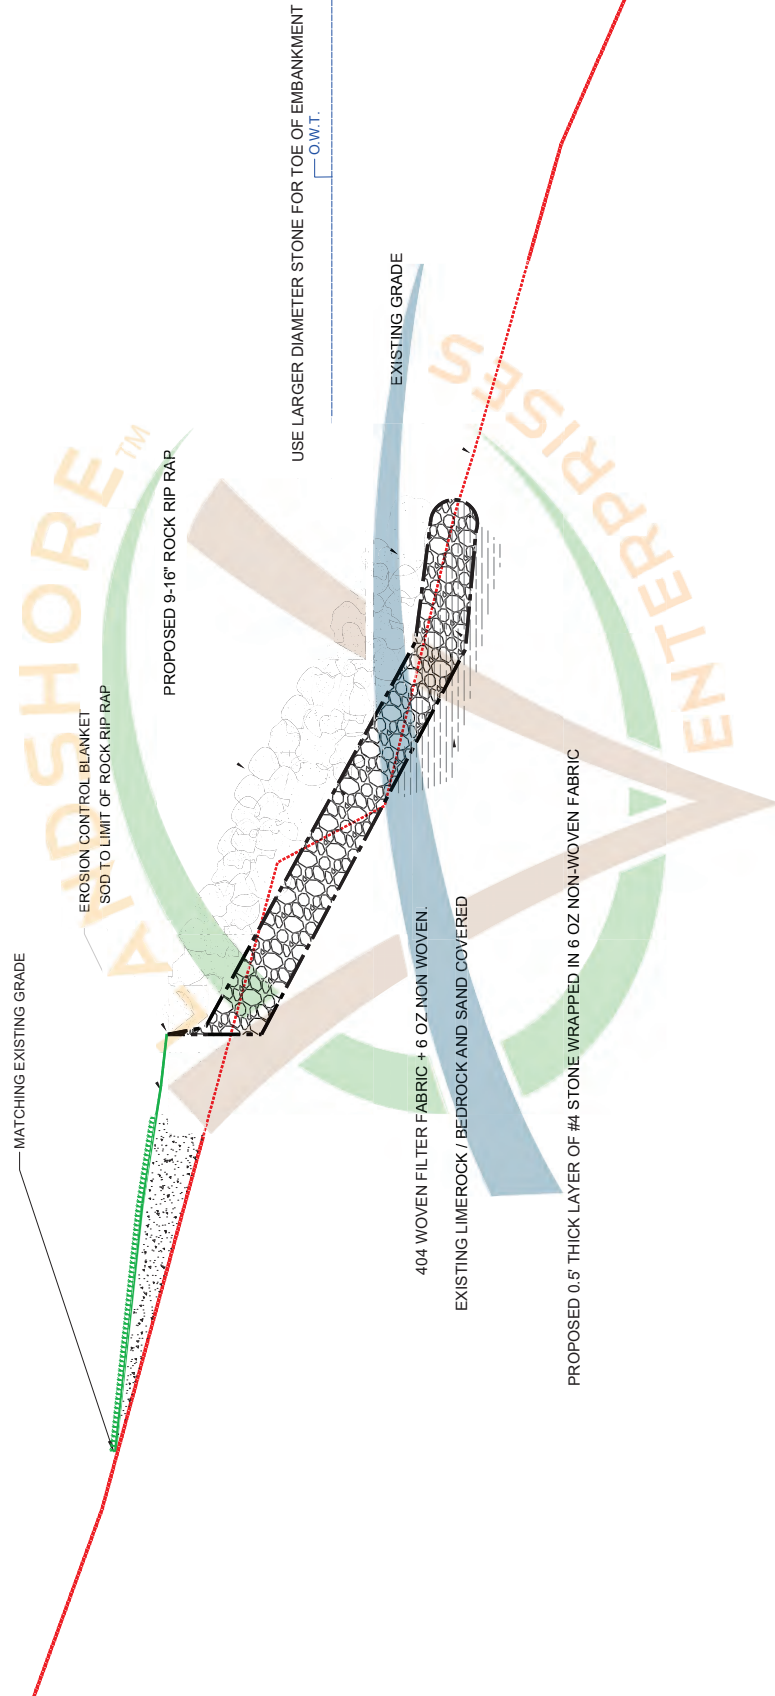 MATCHING EXISTING GRADE
EROSION CONTROL BLANKET
SOD TO LIMIT OF ROCK RIP RAP
PROPOSED 9-16" ROCK RIP RAP
USE LARGER DIAMETER STONE FOR TOE OF EMBANKMENT
O.W.T.
EXISTING GRADE
404 WOVEN FILTER FABRIC + 6 OZ NON WOVEN.
EXISTING LIMEROCK / BEDROCK AND SAND COVERED
PROPOSED 0.5' THICK LAYER OF #4 STONE WRAPPED IN 6 OZ NON-WOVEN FABRIC
LANDSHORE™
ENTERPRISES